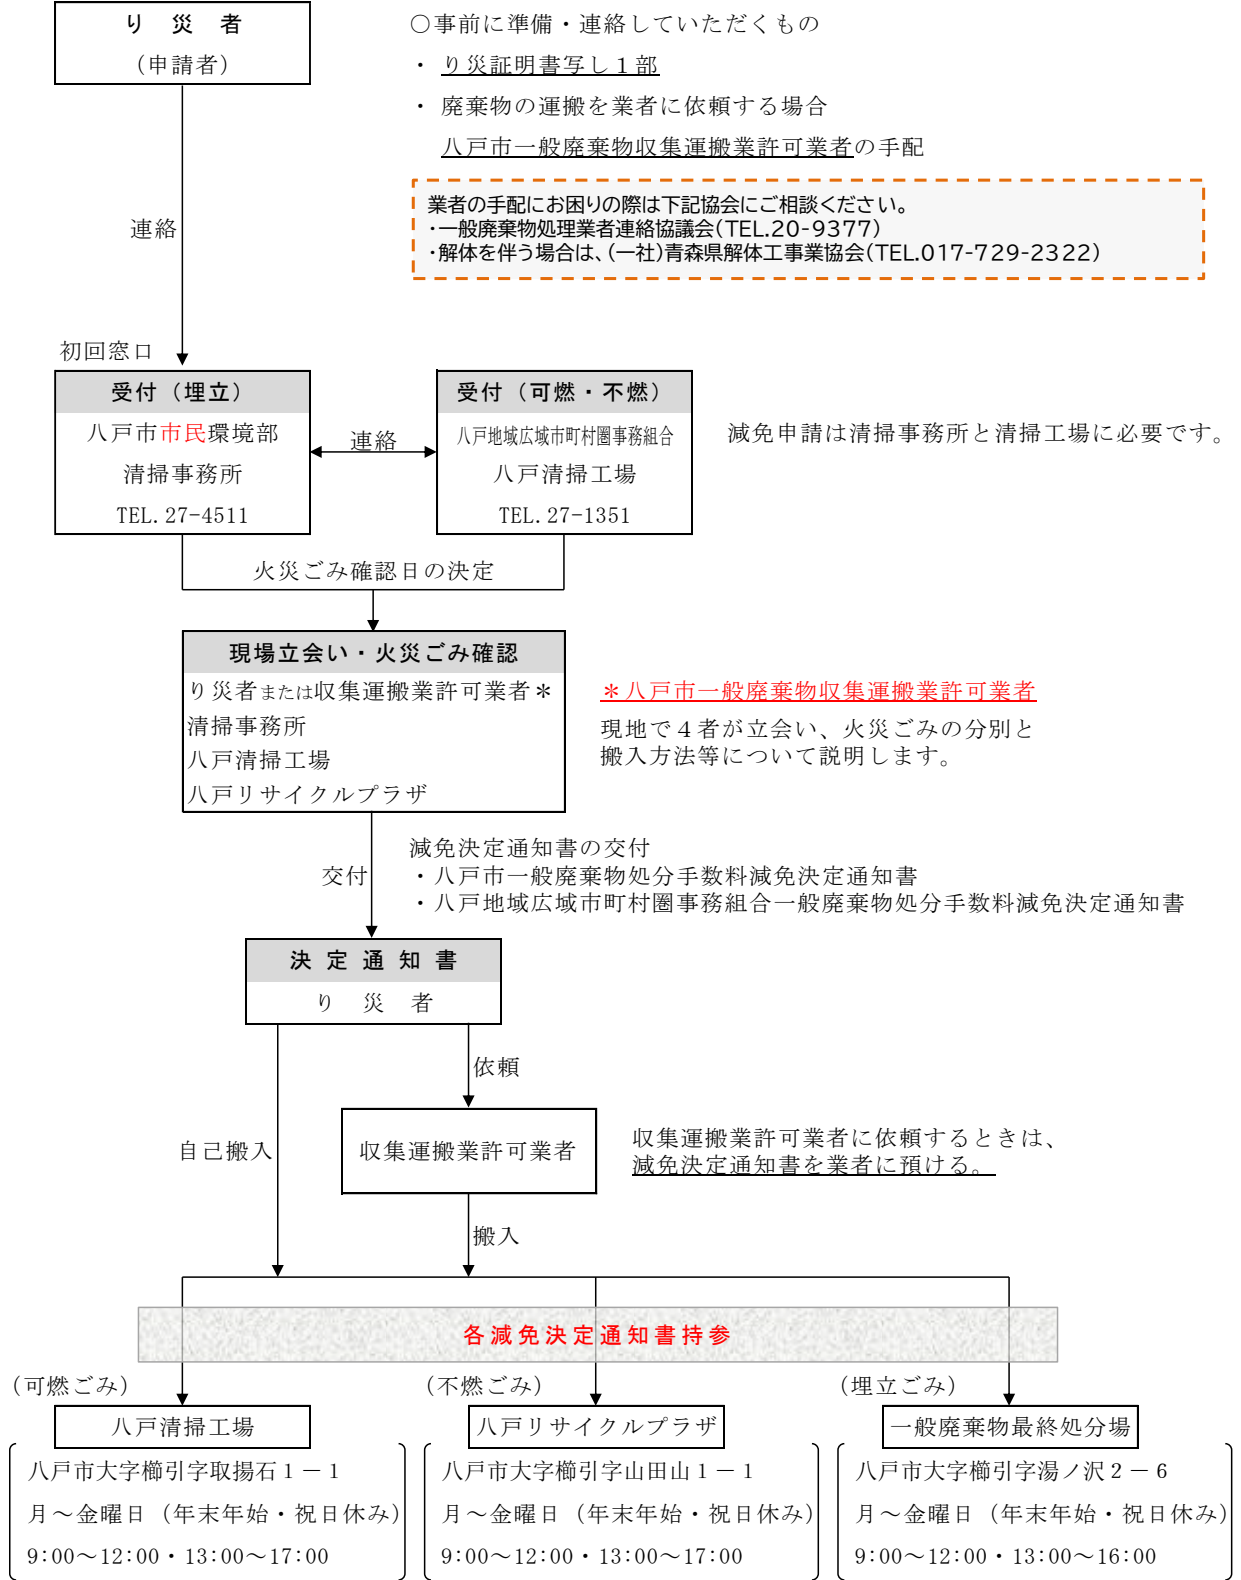 り災者
(申請者)
○事前に準備・連絡していただくもの
・ り災証明書写し１部
・ 廃棄物の運搬を業者に依頼する場合
八戸市一般廃棄物収集運搬業許可業者の手配
業者の手配にお困りの際は下記協会にご相談ください。
・一般廃棄物処理業者連絡協議会(TEL.20-9377)
・解体を伴う場合は、(一社)青森県解体工事業協会(TEL.017-729-2322)
連絡
初回窓口
受付（埋立）
八戸市市民環境部
清掃事務所
TEL.27-4511
連絡
受付（可燃・不燃）
八戸地域広域市町村圏事務組合
八戸清掃工場
TEL.27-1351
減免申請は清掃事務所と清掃工場に必要です。
火災ごみ確認日の決定
現場立会い・火災ごみ確認
り災者または収集運搬業許可業者＊
清掃事務所
八戸清掃工場
八戸リサイクルプラザ
＊八戸市一般廃棄物収集運搬業許可業者
現地で４者が立会い、火災ごみの分別と
搬入方法等について説明します。
交付
減免決定通知書の交付
・八戸市一般廃棄物処分手数料減免決定通知書
・八戸地域広域市町村圏事務組合一般廃棄物処分手数料減免決定通知書
決定通知書
り災者
依頼
自己搬入
収集運搬業許可業者
収集運搬業許可業者に依頼するときは、
減免決定通知書を業者に預ける。
搬入
各減免決定通知書持参
(可燃ごみ)
八戸清掃工場
八戸市大字櫛引字取揚石１－１
月～金曜日（年末年始・祝日休み）
9:00～12:00・13:00～17:00
(不燃ごみ)
八戸リサイクルプラザ
八戸市大字櫛引字山田山１－１
月～金曜日（年末年始・祝日休み）
9:00～12:00・13:00～17:00
(埋立ごみ)
一般廃棄物最終処分場
八戸市大字櫛引字湯ノ沢２－６
月～金曜日（年末年始・祝日休み）
9:00～12:00・13:00～16:00